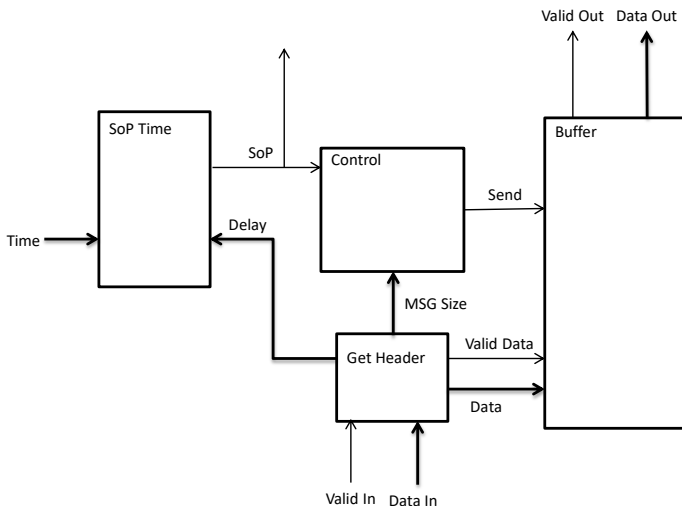 Valid Out
Data Out
SoP Time
Buffer
SoP
Control
Send
Delay
Time
MSG Size
Valid Data
Get Header
Data
Valid In
Data In